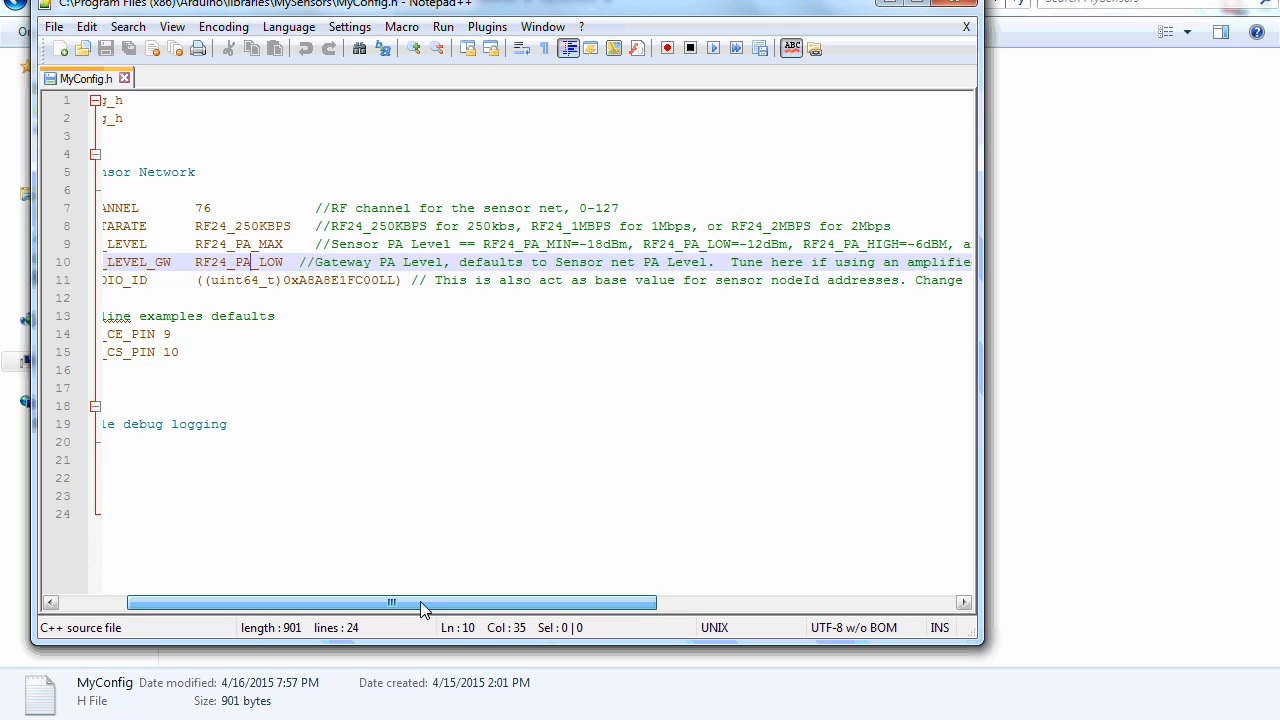 C:\Program Files (x86)\Arduino\libraries\MySensors\MyConfig.h - Notepad++
Search MySensors
File Edit Search View Encoding Language Settings Macro Run Plugins Window ? X
MyConfig.h
1 g_h
2 g_h
3
4
5 nsor Network
6
7 ANNEL 76 //RF channel for the sensor net, 0-127
8 TARATE RF24_250KBPS //RF24_250KBPS for 250kbs, RF24_1MBPS for 1Mbps, or RF24_2MBPS for 2Mbps
9 _LEVEL RF24_PA_MAX //Sensor PA Level == RF24_PA_MIN=-18dBm, RF24_PA_LOW=-12dBm, RF24_PA_HIGH=-6dBM, a
10 _LEVEL_GW RF24_PA_LOW //Gateway PA Level, defaults to Sensor net PA Level.  Tune here if using an amplifie
11 DIO_ID ((uint64_t)0xA8A8E1FC00LL) // This is also act as base value for sensor nodeId addresses. Change
12
13 line examples defaults
14 _CE_PIN 9
15 _CS_PIN 10
16
17
18
19 le debug logging
20
21
22
23
24
C++ source file length : 901 lines : 24 Ln : 10 Col : 35 Sel : 0 | 0 UNIX UTF-8 w/o BOM INS
MyConfig Date modified: 4/16/2015 7:57 PM Date created: 4/15/2015 2:01 PM
H File Size: 901 bytes